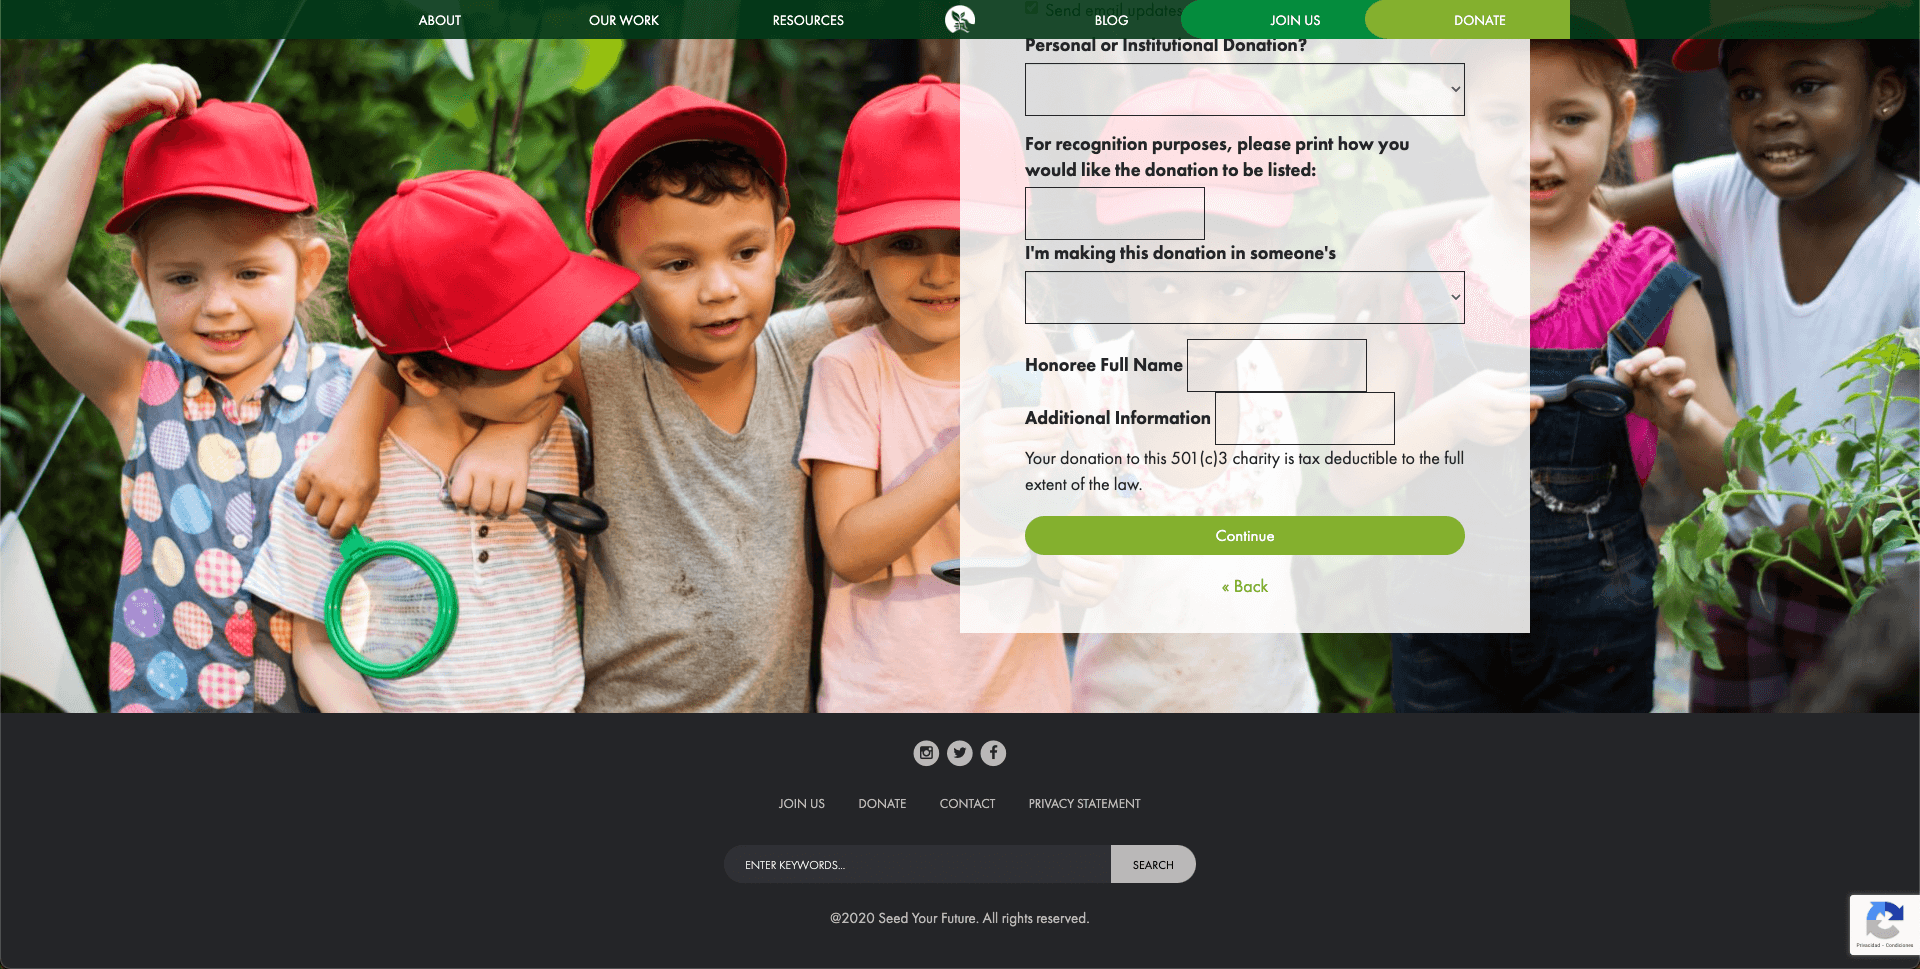 ABOUT
OUR WORK
RESOURCES
BLOG
JOIN US
DONATE
Send email updates
Personal or Institutional Donation?
For recognition purposes, please print how you
would like the donation to be listed:
I'm making this donation in someone's
Honoree Full Name
Additional Information
Your donation to this 501(c)3 charity is tax deductible to the full
extent of the law.
Continue
« Back
JOIN US
DONATE
CONTACT
PRIVACY STATEMENT
ENTER KEYWORDS...
SEARCH
@2020 Seed Your Future. All rights reserved.
Privacidad - Condiciones